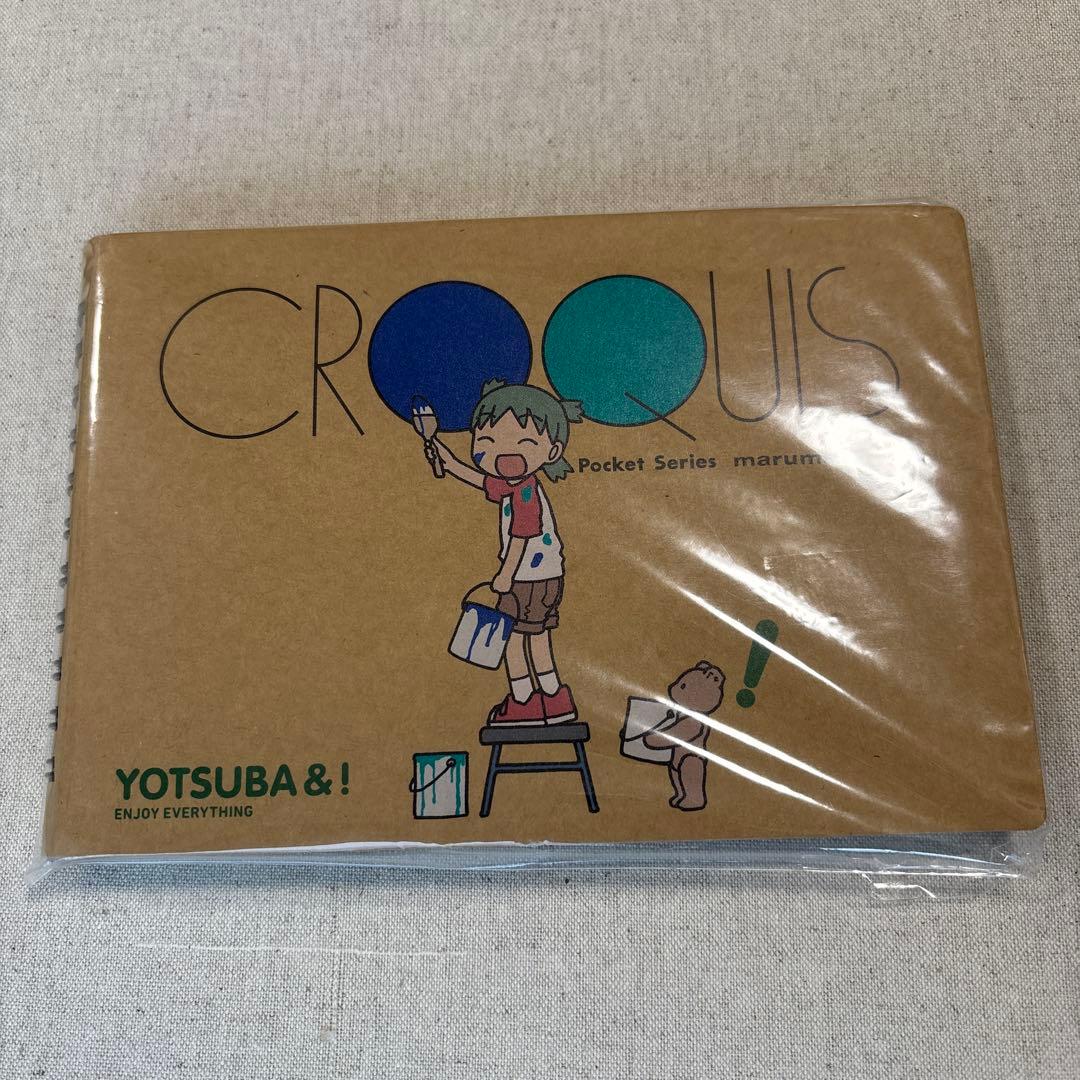 CROQUIS
Pocket Series marum
!
YOTSUBA & !
ENJOY EVERYTHING